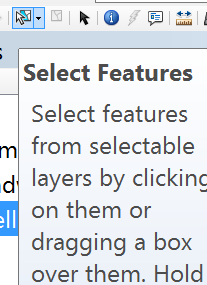 Select Features
Select features
from selectable
layers by clicking
on them or
dragging a box
over them. Hold